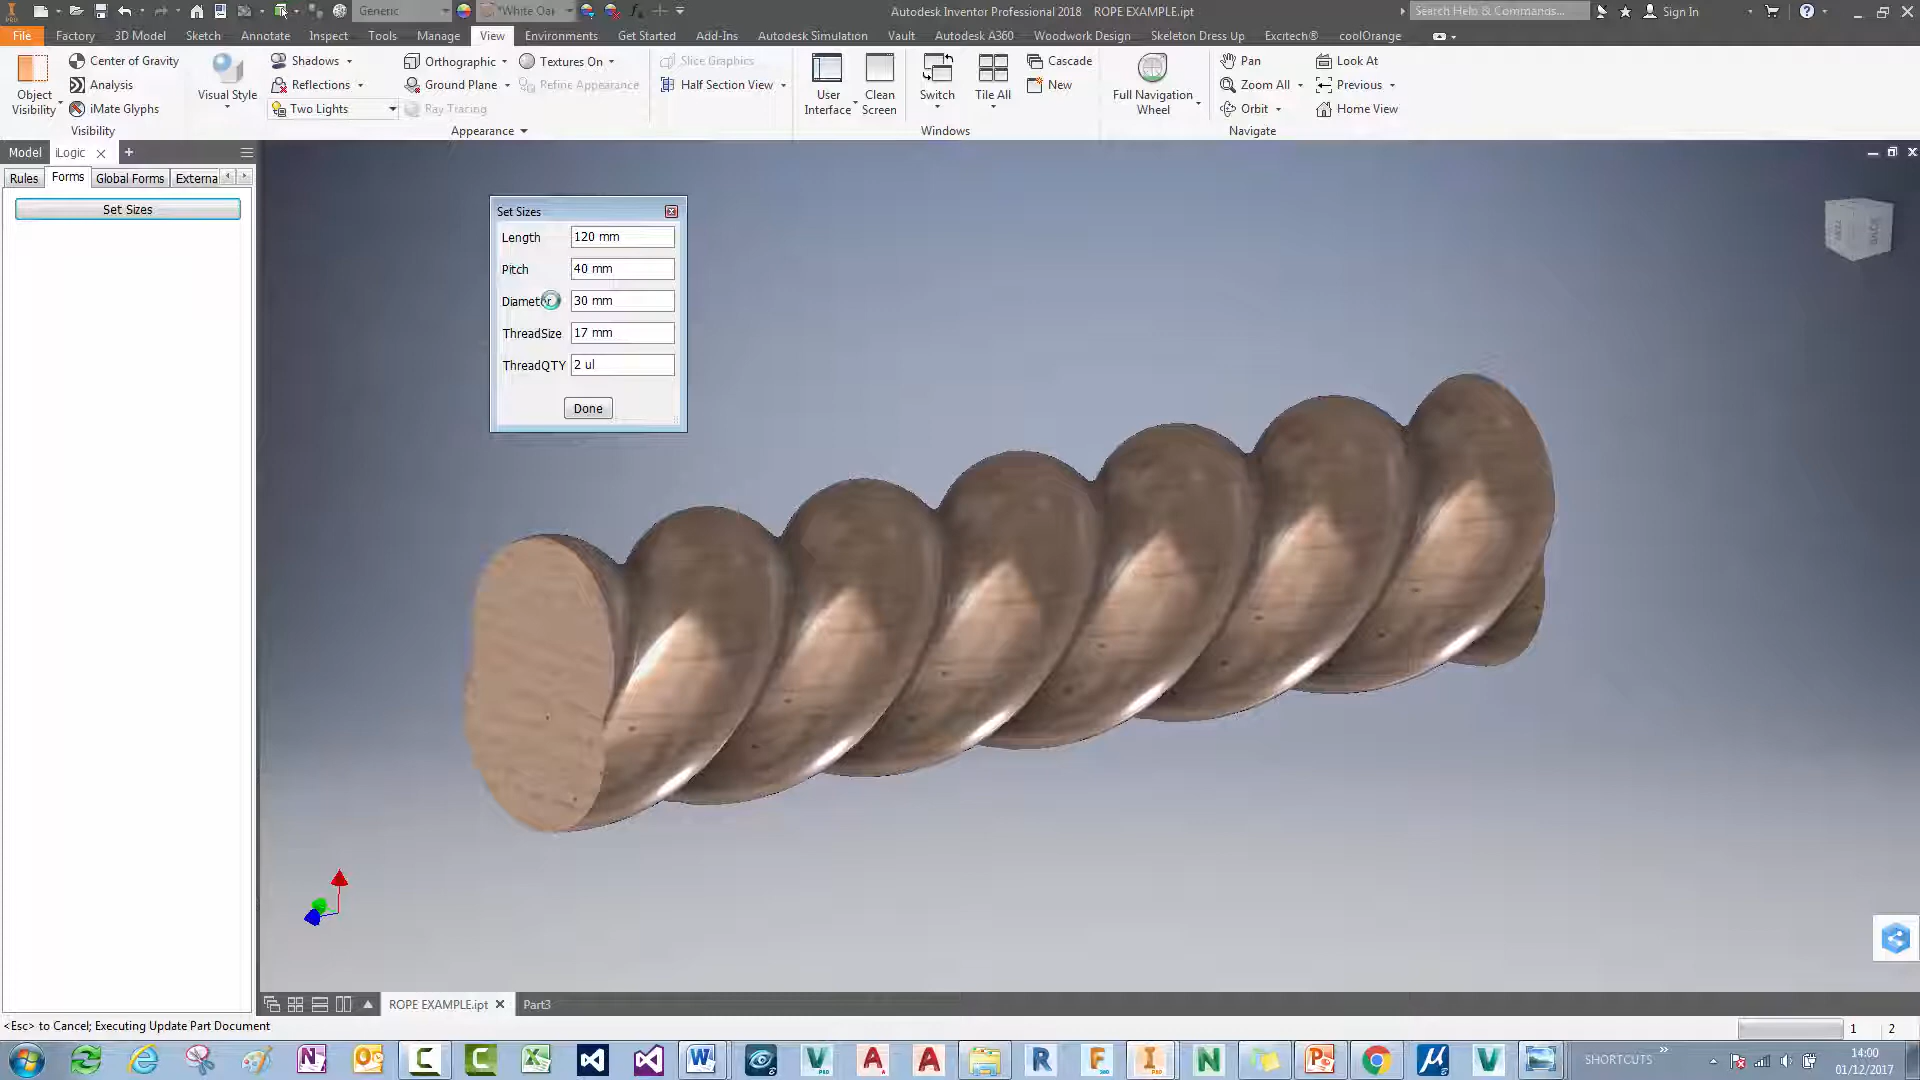 Generic
*White Oa
Autodesk Inventor Professional 2018 ROPE EXAMPLE.ipt
Search Help & Commands...
Sign In
File Factory 3D Model Sketch Annotate Inspect Tools Manage View Environments Get Started Add-Ins Autodesk Simulation Vault Autodesk A360 Woodwork Design Skeleton Dress Up Excitech® coolOrange
Object Visibility
Center of Gravity
Analysis
iMate Glyphs
Visibility
Visual Style
Shadows
Reflections
Two Lights
Orthographic
Ground Plane
Ray Tracing
Textures On
Refine Appearance
Appearance
Slice Graphics
Half Section View
User Interface
Clean Screen
Switch
Tile All
Cascade
New
Windows
Full Navigation Wheel
Pan
Zoom All
Orbit
Look At
Previous
Home View
Navigate
Model iLogic
Rules Forms Global Forms Externa
Set Sizes
Set Sizes
Length 120 mm
Pitch 40 mm
Diameter 30 mm
ThreadSize 17 mm
ThreadQTY 2 ul
Done
ROPE EXAMPLE.ipt Part3
<Esc> to Cancel; Executing Update Part Document
1 2
SHORTCUTS
14:00
01/12/2017